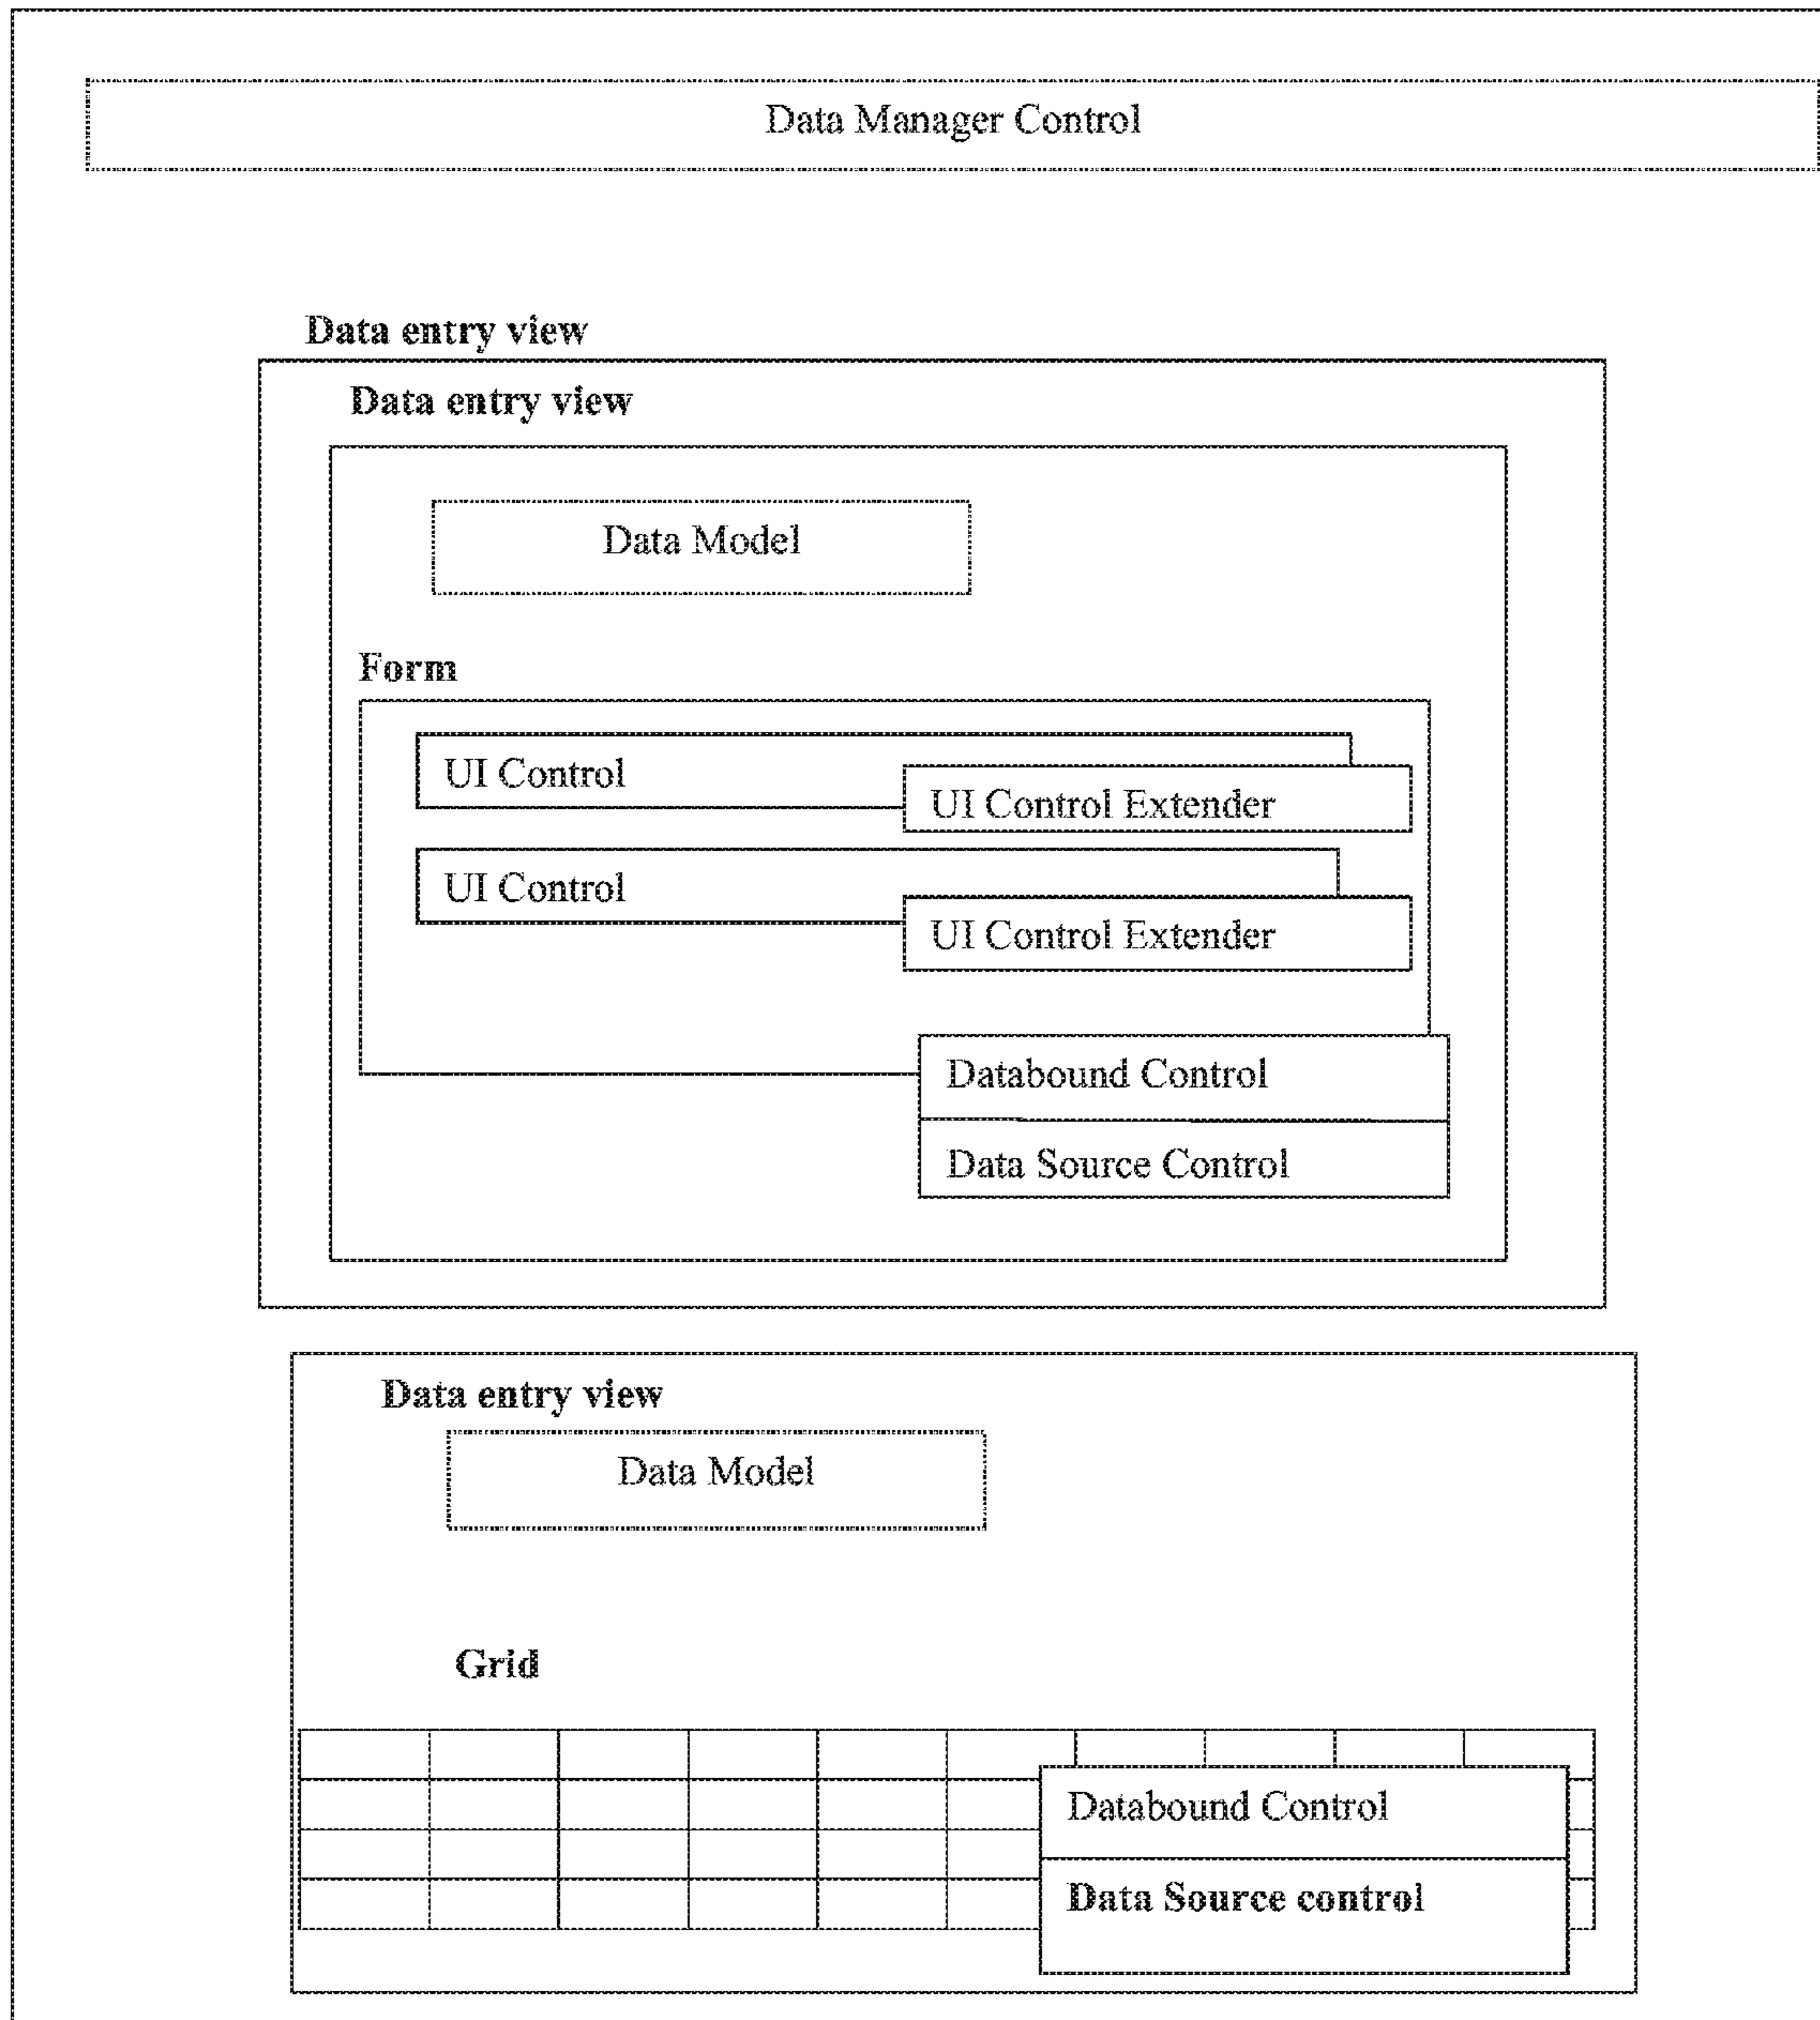 Data Manager Control
Data entry view
Data entry view
Data Model
Form
UI Control
UI Control Extender
UI Control
UI Control Extender
Databound Control
Data Source Control
Data entry view
Data Model
Grid
Databound Control
Data Source control